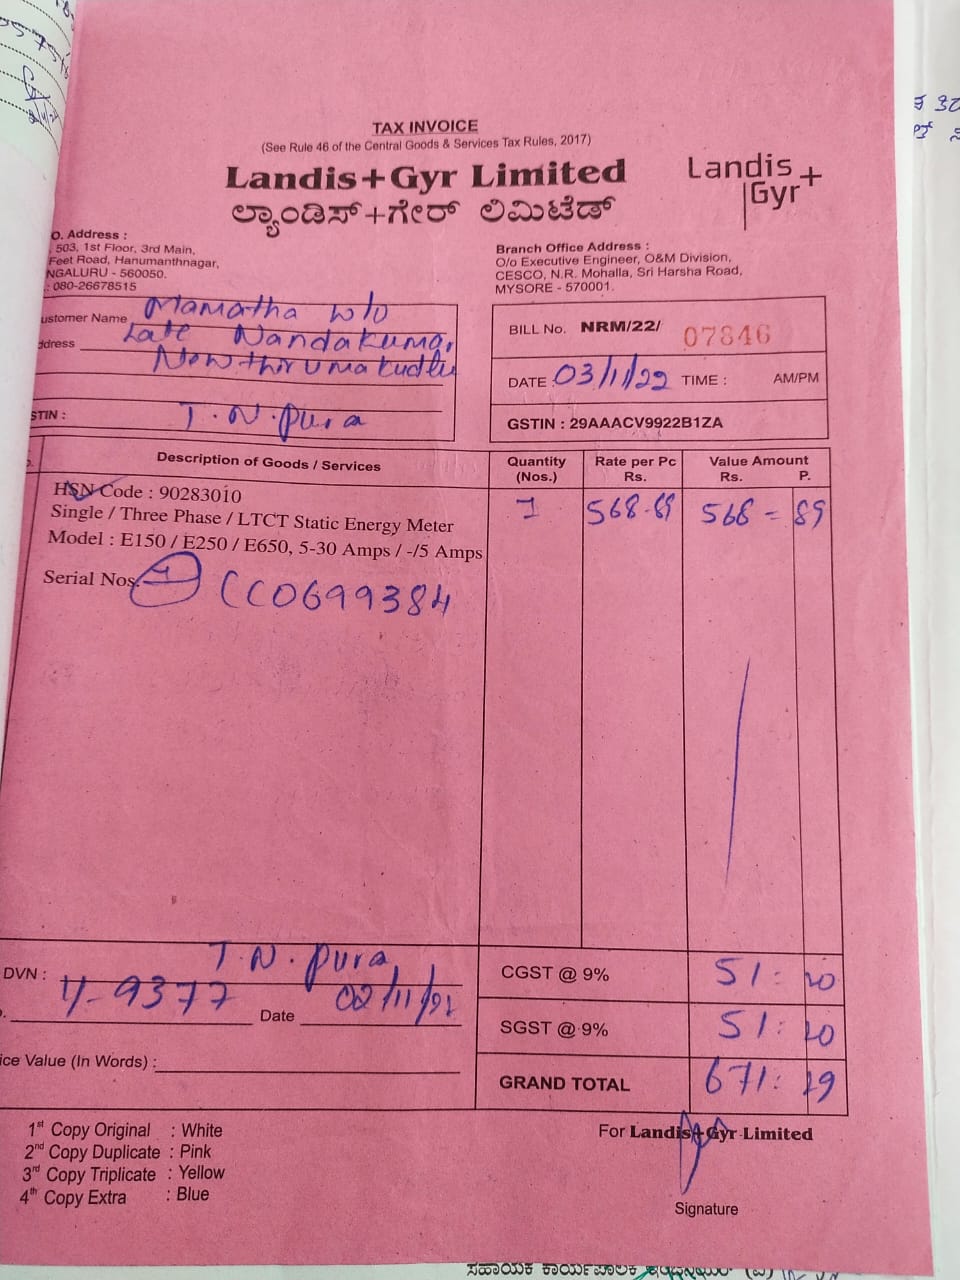 TAX INVOICE
(See Rule 46 of the Central Goods & Services Tax Rules, 2017)
Landis+Gyr Limited
ಲ್ಯಾಂಡಿಸ್+ಗೇರ್ ಲಿಮಿಟೆಡ್
Landis
Gyr+
O. Address :
503, 1st Floor, 3rd Main,
Feet Road, Hanumanthnagar,
NGALURU - 560050.
.: 080-26678515
Branch Office Address :
O/o Executive Engineer, O&M Division,
CESCO, N.R. Mohalla, Sri Harsha Road,
MYSORE - 570001.
ustomer Name Mamatha w/o
ddress Late Nandakumar
Nowthirumakudlu
STIN : T.N.pura
BILL No. NRM/22/ 07846
DATE : 03/11/22 TIME : AM/PM
GSTIN : 29AAACV9922B1ZA
Description of Goods / Services Quantity (Nos.) Rate per Pc Rs. Value Amount Rs. P.
HSN Code : 90283010
Single / Three Phase / LTCT Static Energy Meter 1 568.89 568 = 89
Model : E150 / E250 / E650, 5-30 Amps / -/5 Amps
Serial Nos. 1 CC0699384
DVN : T.N.pura
4-9377 Date 02/11/22
ice Value (In Words) :
CGST @ 9% 51 : 20
SGST @ 9% 51 : 20
GRAND TOTAL 671 : 29
1st Copy Original : White
2nd Copy Duplicate : Pink
3rd Copy Triplicate : Yellow
4th Copy Extra : Blue
For Landis+Gyr Limited
Signature
ಸಹಾಯಕ ಕಾರ್ಯಪಾಲಕ